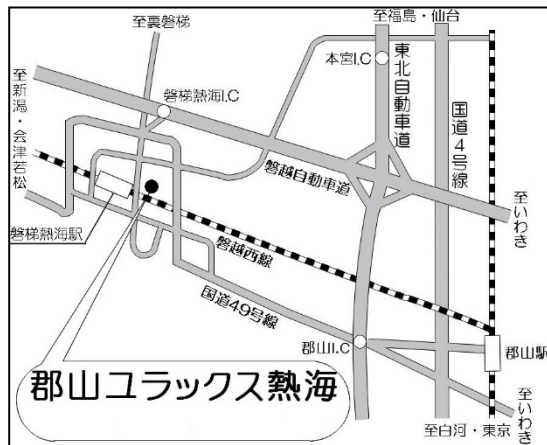 至福島・仙台
至裏磐梯
本宮I.C
東北自動車道
国道4号線
至新潟・会津若松
磐梯熱海I.C
磐越自動車道
至いわき
磐梯熱海駅
磐越西線
国道49号線
郡山I.C
郡山駅
郡山ユラックス熱海
至白河・東京
至いわき